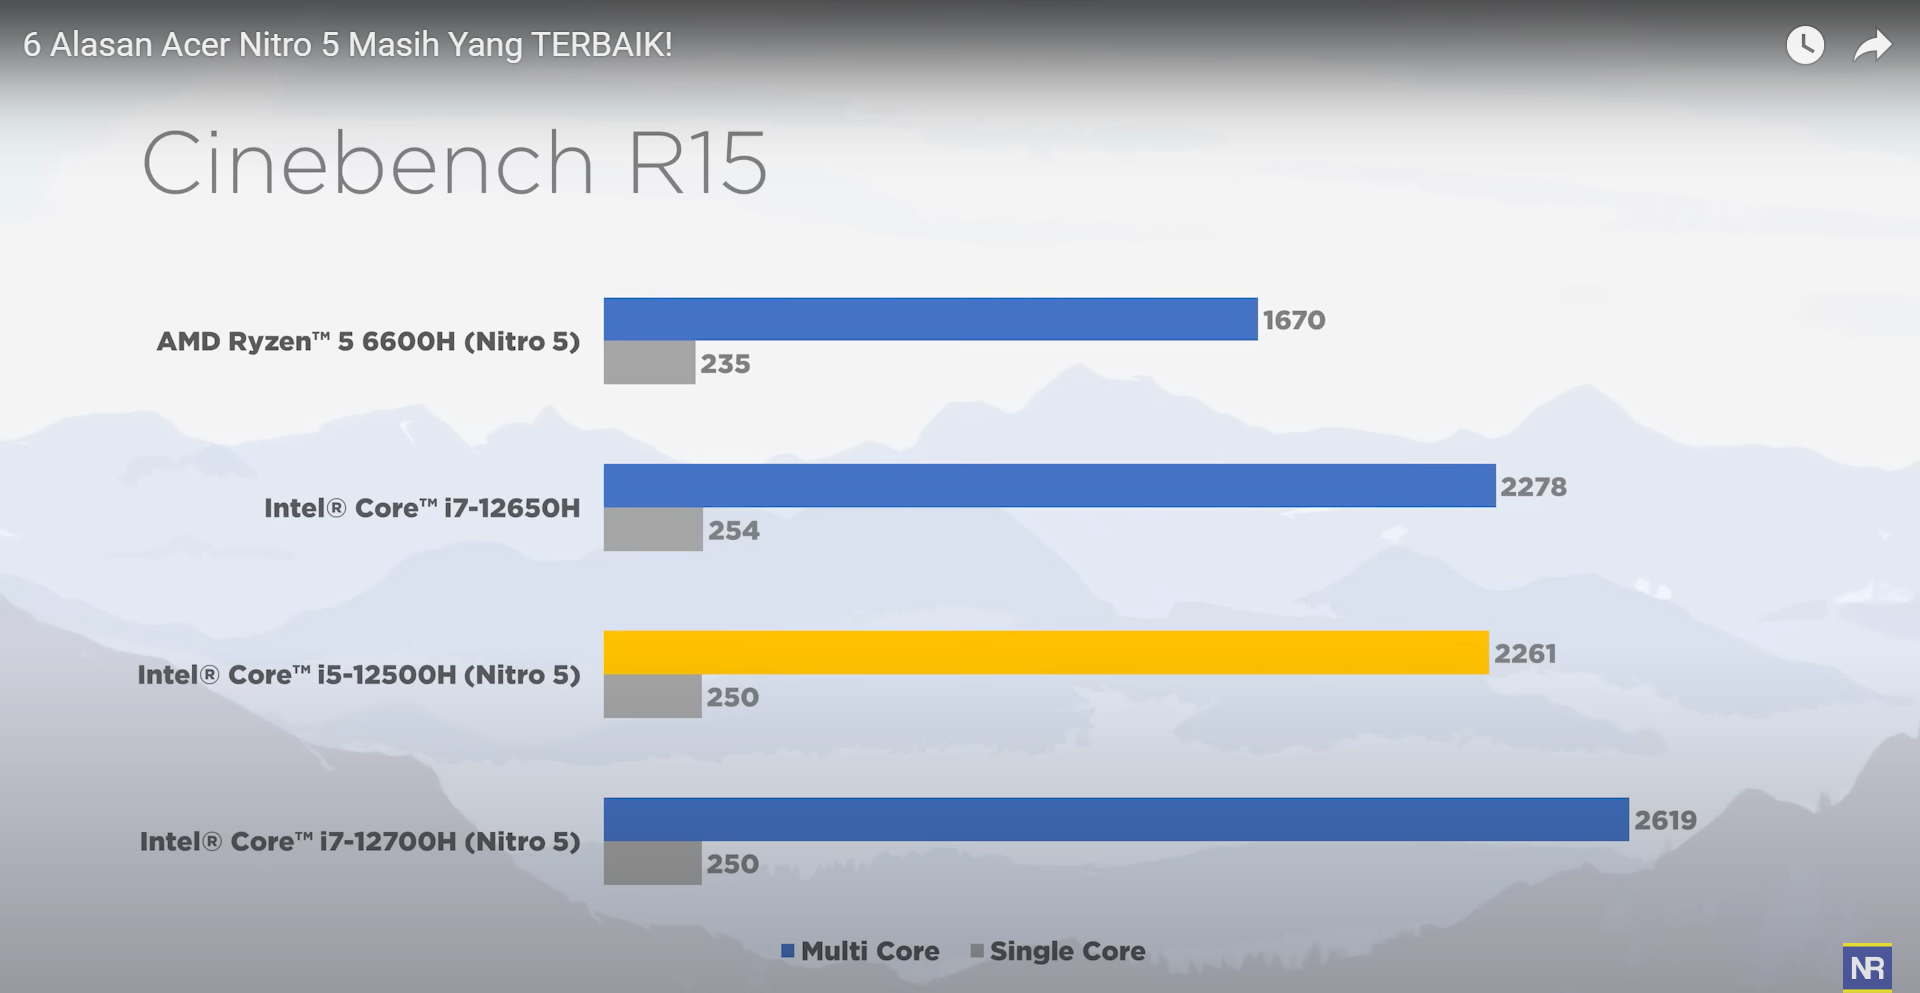 6 Alasan Acer Nitro 5 Masih Yang TERBAIK!
Cinebench R15
AMD Ryzen™ 5 6600H (Nitro 5)
1670
235
Intel® Core™ i7-12650H
2278
254
Intel® Core™ i5-12500H (Nitro 5)
2261
250
Intel® Core™ i7-12700H (Nitro 5)
2619
250
Multi Core Single Core
NR